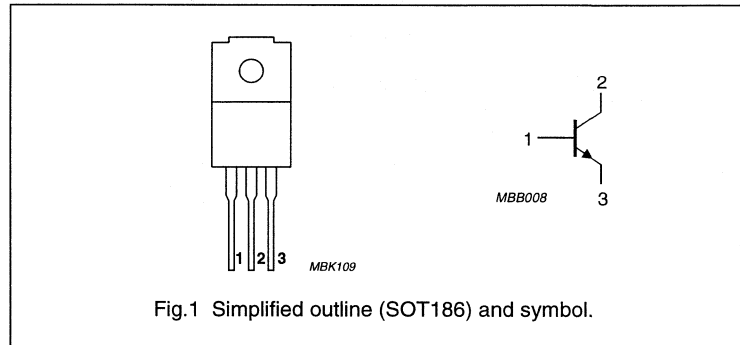 2
1
MBB008
3
1 2 3
MBK109
Fig.1 Simplified outline (SOT186) and symbol.